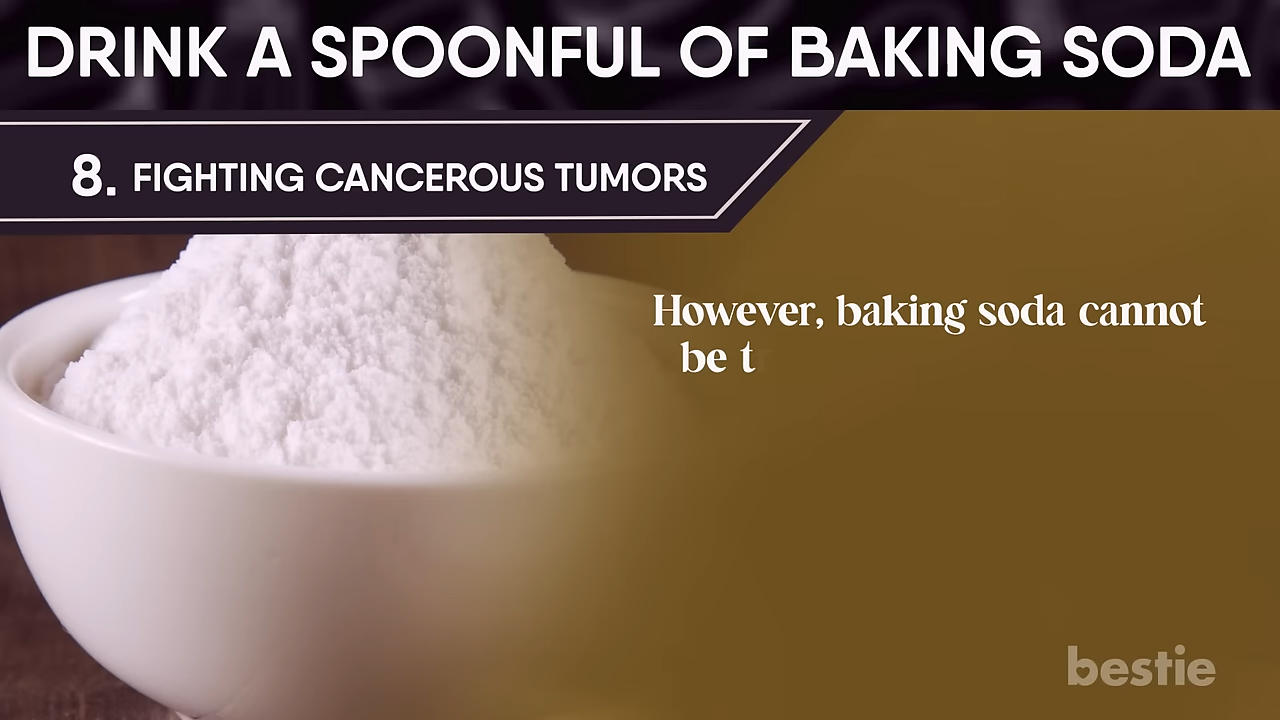 DRINK A SPOONFUL OF BAKING SODA
8. FIGHTING CANCEROUS TUMORS
However, baking soda cannot
be t
bestie